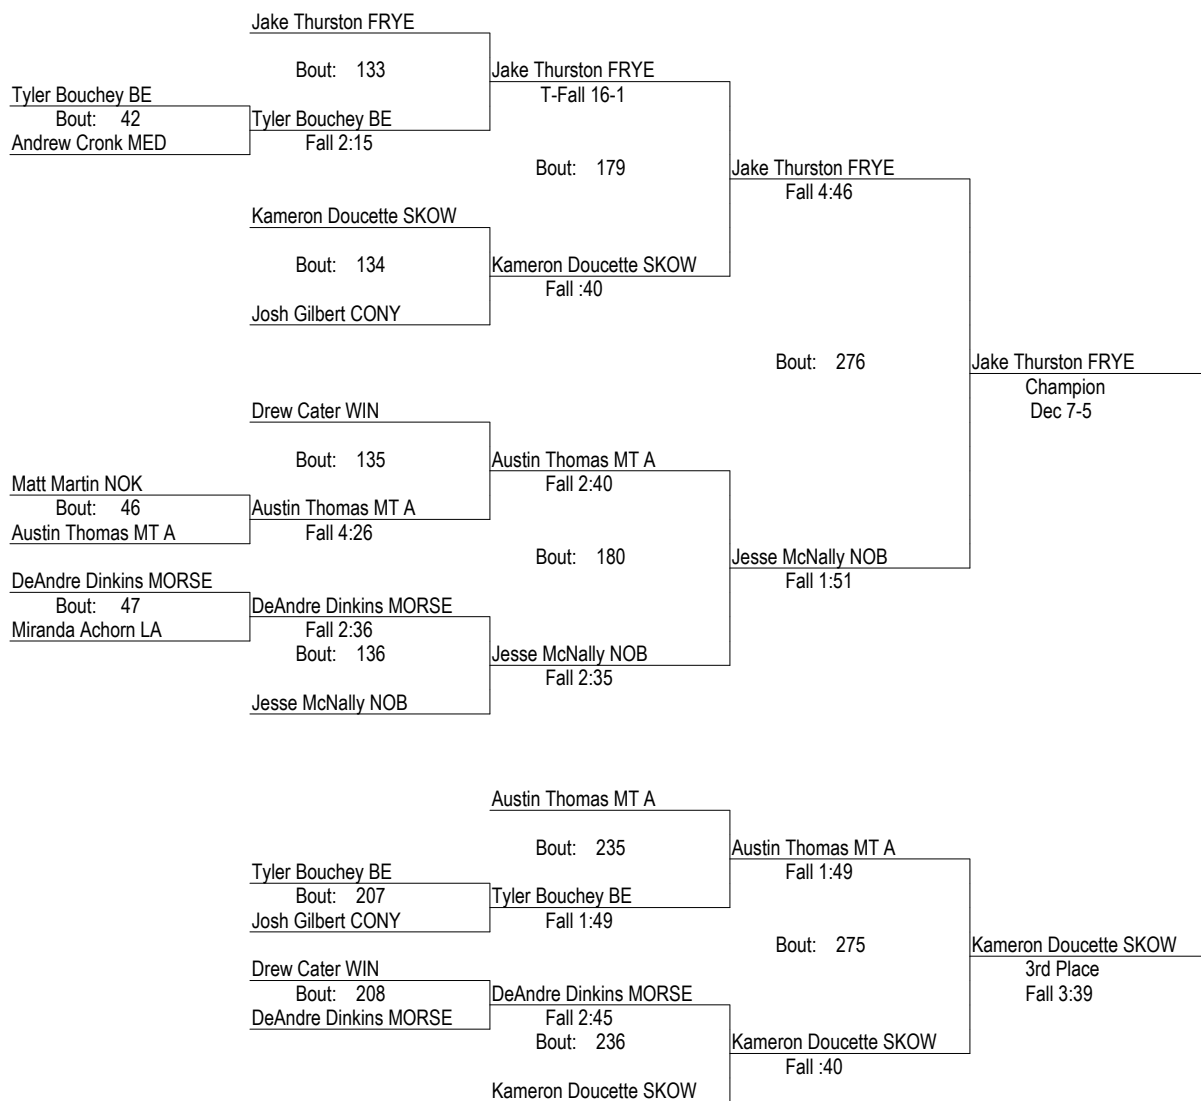 Jake Thurston FRYE
Bout: 133
Jake Thurston FRYE
T-Fall 16-1
Tyler Bouchey BE
Bout: 42
Andrew Cronk MED
Tyler Bouchey BE
Fall 2:15
Bout: 179
Jake Thurston FRYE
Fall 4:46
Kameron Doucette SKOW
Bout: 134
Kameron Doucette SKOW
Fall :40
Josh Gilbert CONY
Bout: 276
Jake Thurston FRYE
Champion
Dec 7-5
Drew Cater WIN
Bout: 135
Austin Thomas MT A
Fall 2:40
Matt Martin NOK
Bout: 46
Austin Thomas MT A
Austin Thomas MT A
Fall 4:26
Bout: 180
Jesse McNally NOB
Fall 1:51
DeAndre Dinkins MORSE
Bout: 47
Miranda Achorn LA
DeAndre Dinkins MORSE
Fall 2:36
Bout: 136
Jesse McNally NOB
Fall 2:35
Jesse McNally NOB
Austin Thomas MT A
Bout: 235
Austin Thomas MT A
Fall 1:49
Tyler Bouchey BE
Bout: 207
Josh Gilbert CONY
Tyler Bouchey BE
Fall 1:49
Bout: 275
Kameron Doucette SKOW
3rd Place
Fall 3:39
Drew Cater WIN
Bout: 208
DeAndre Dinkins MORSE
DeAndre Dinkins MORSE
Fall 2:45
Bout: 236
Kameron Doucette SKOW
Fall :40
Kameron Doucette SKOW